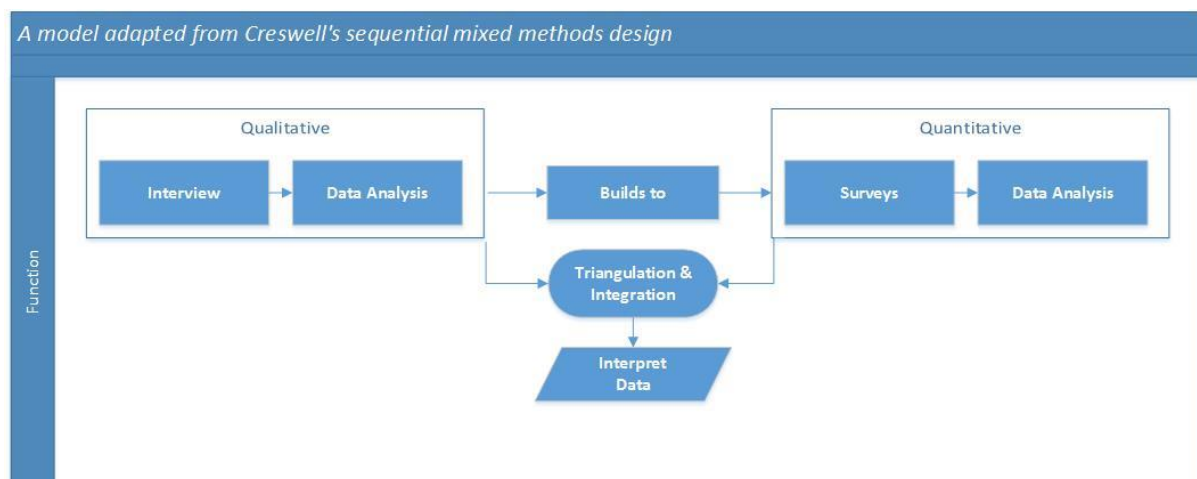 A model adapted from Creswell's sequential mixed methods design
Function
Qualitative
Interview
Data Analysis
Builds to
Quantitative
Surveys
Data Analysis
Triangulation &
Integration
Interpret
Data